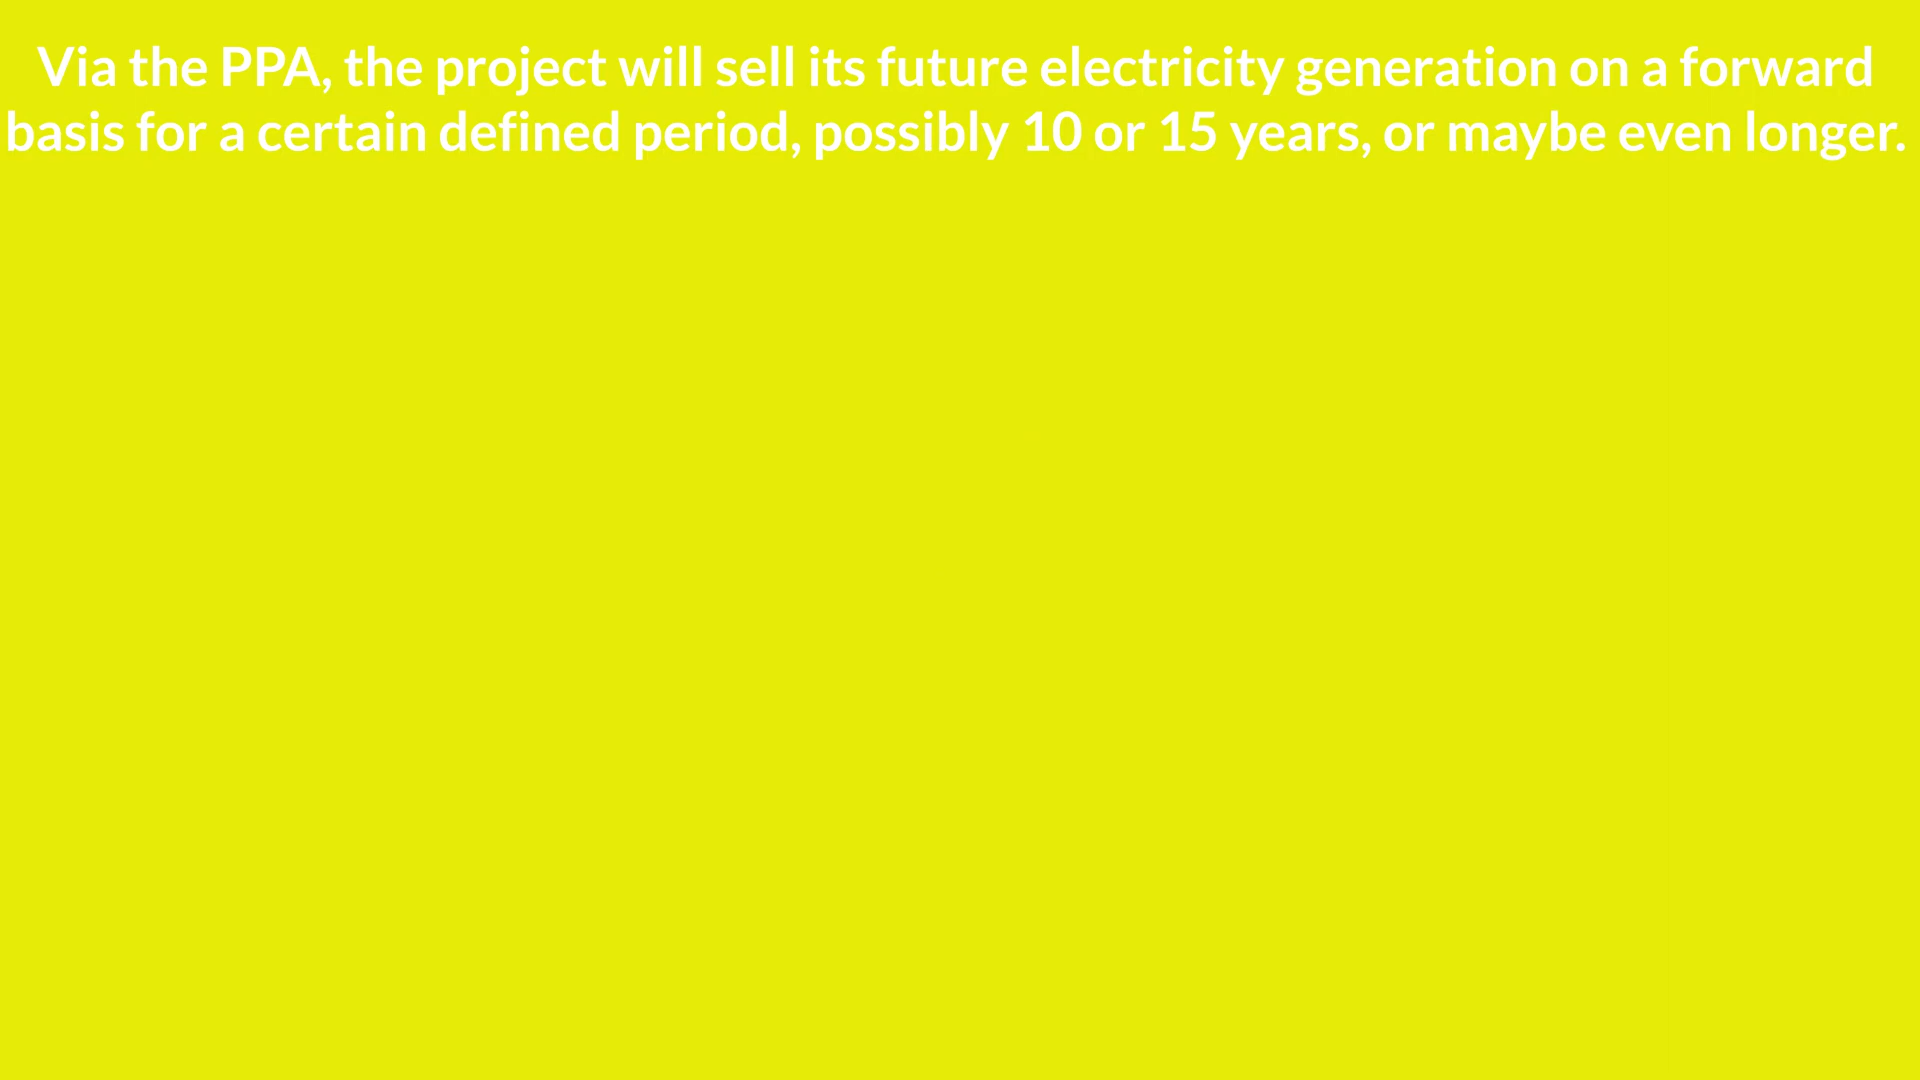 Via the PPA, the project will sell its future electricity generation on a forward
basis for a certain defined period, possibly 10 or 15 years, or maybe even longer.